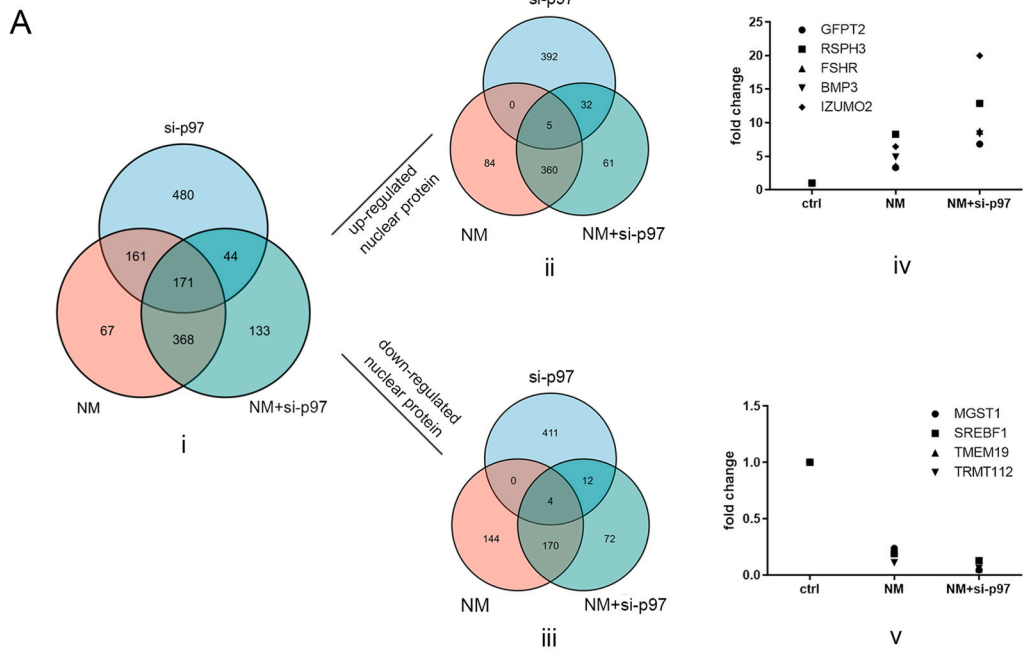 A
si-p97
480
161
44
171
67
368
133
NM
NM+si-p97
i
up-regulated
nuclear protein
si-p97
392
0
32
5
84
360
61
NM
NM+si-p97
ii
down-regulated
nuclear protein
si-p97
411
0
12
4
144
170
72
NM
NM+si-p97
iii
fold change
25
20
15
10
5
0
GFPT2
RSPH3
FSHR
BMP3
IZUMO2
ctrl
NM
NM+si-p97
iv
fold change
1.5
1.0
0.5
0.0
MGST1
SREBF1
TMEM19
TRMT112
ctrl
NM
NM+si-p97
v